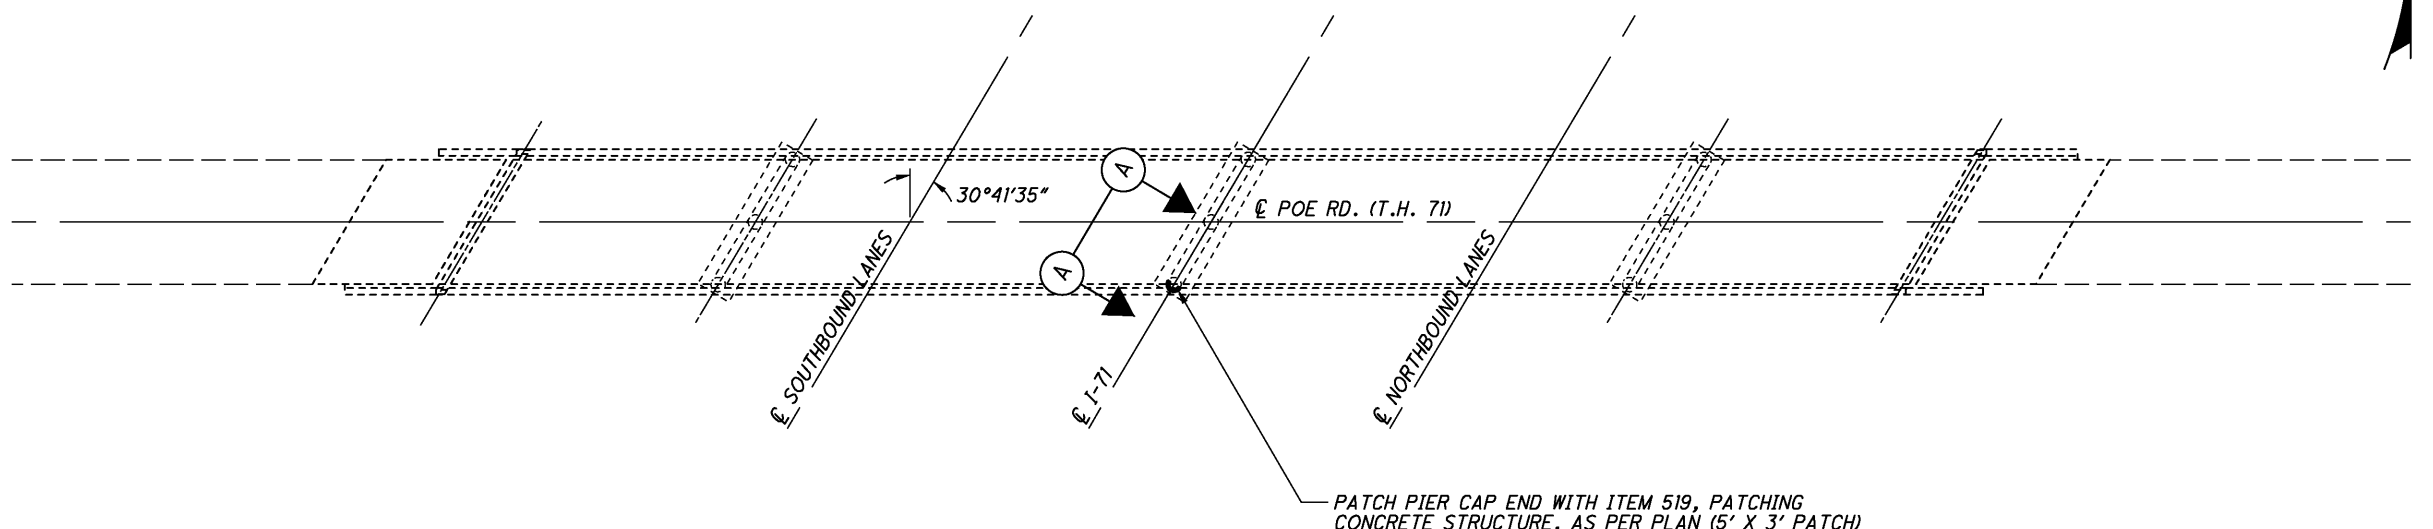 30°41'35"
A
A
℄ POE RD. (T.H. 71)
℄ SOUTHBOUND LANES
℄ I-71
℄ NORTHBOUND LANES
PATCH PIER CAP END WITH ITEM 519, PATCHING
CONCRETE STRUCTURE, AS PER PLAN (5' X 3' PATCH)